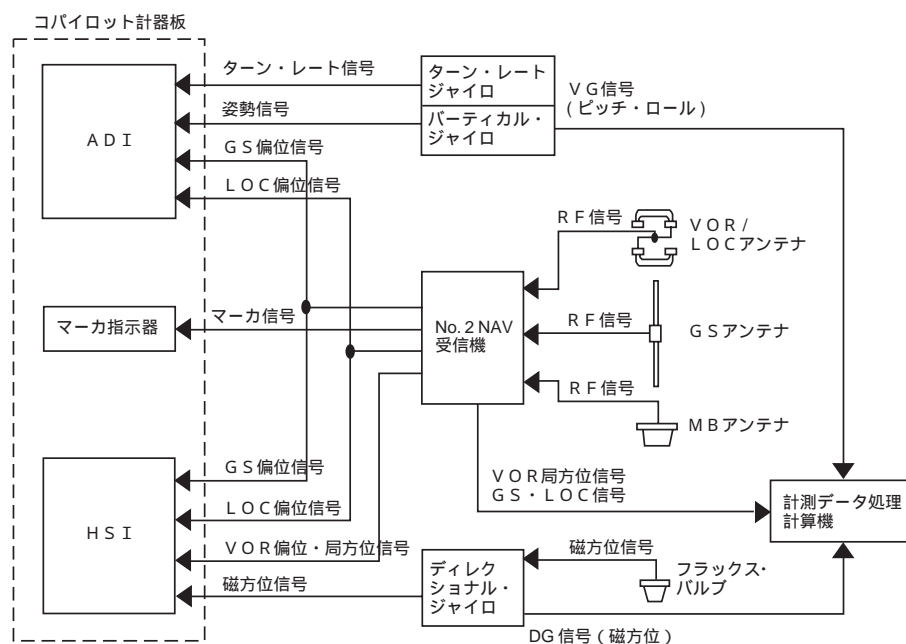 コパイロット計器板
ADI
ターン・レート信号
姿勢信号
GS偏位信号
LOC偏位信号
ターン・レート
ジャイロ
バーティカル・
ジャイロ
VG信号
(ピッチ・ロール)
RF信号
VOR/
LOCアンテナ
マーカ指示器
マーカ信号
No.2 NAV
受信機
RF信号
GSアンテナ
RF信号
MBアンテナ
HSI
GS偏位信号
LOC偏位信号
VOR偏位・局方位信号
磁方位信号
VOR局方位信号
GS・LOC信号
計測データ処理
計算機
ディレク
ショナル・
ジャイロ
磁方位信号
フラックス・
バルブ
DG信号(磁方位)